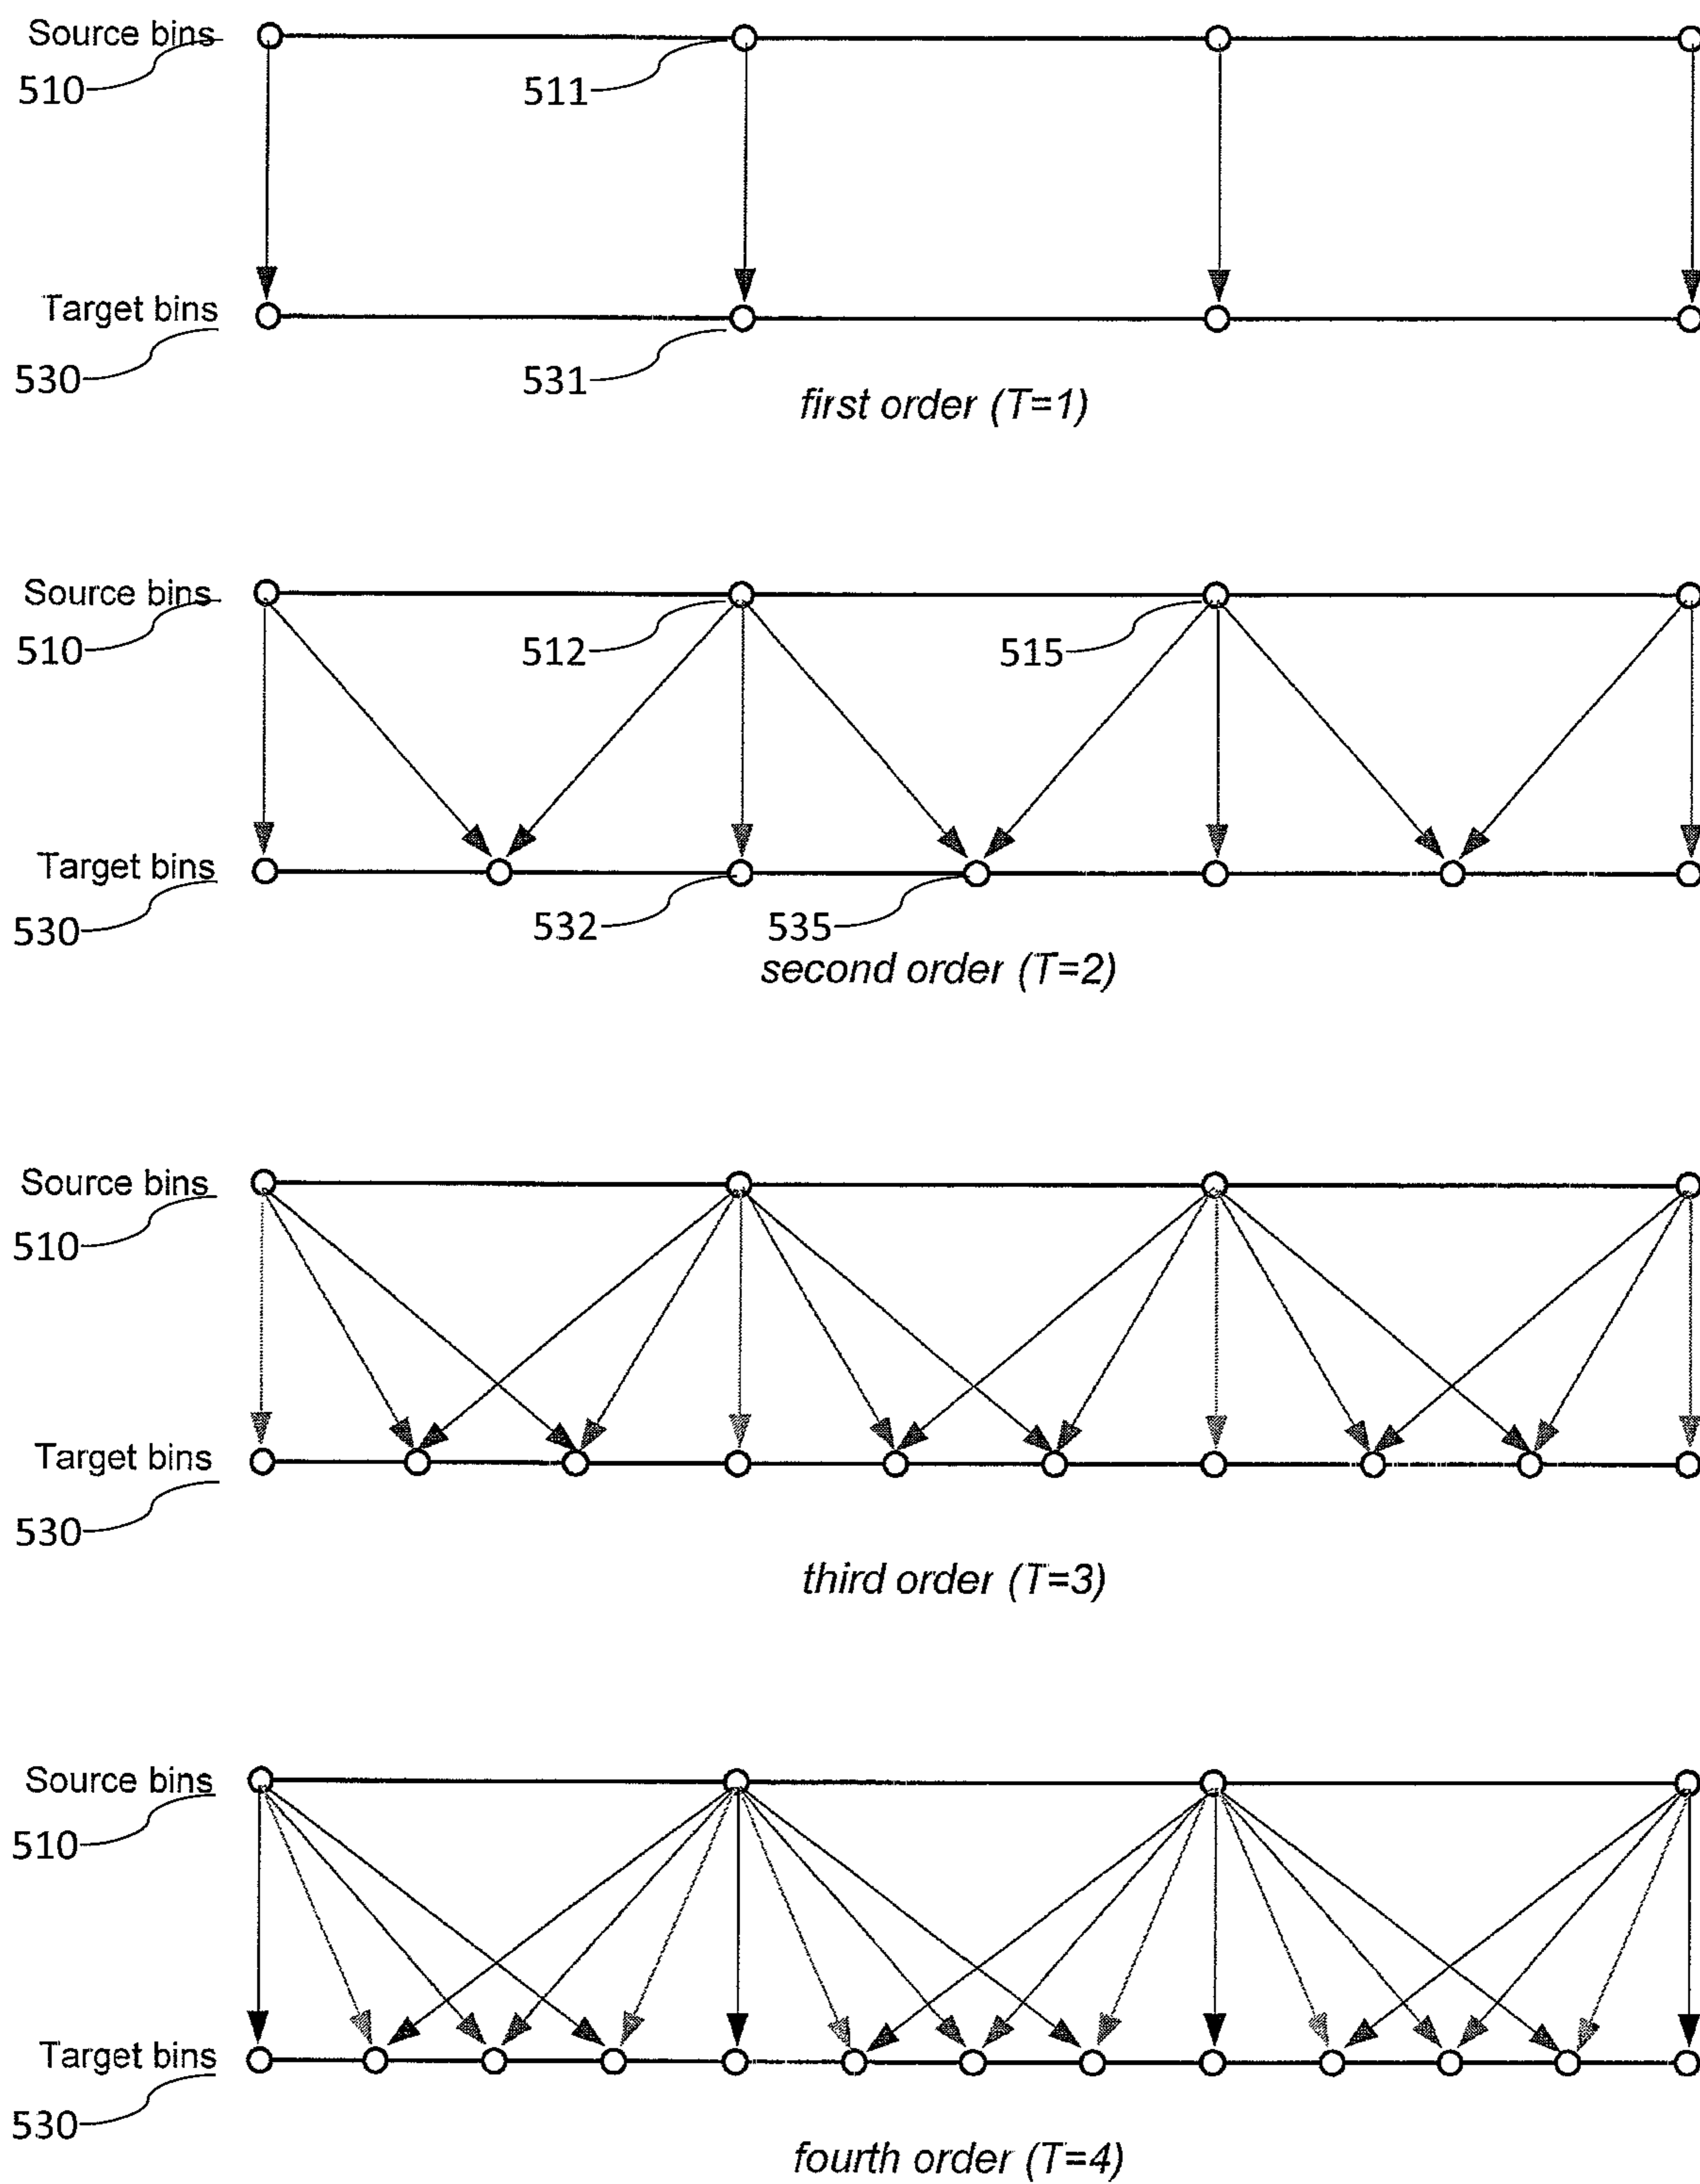 Source bins
510
511
Target bins
530
531
first order (T=1)
Source bins
510
512
515
Target bins
530
532
535
second order (T=2)
Source bins
510
Target bins
530
third order (T=3)
Source bins
510
Target bins
530
fourth order (T=4)